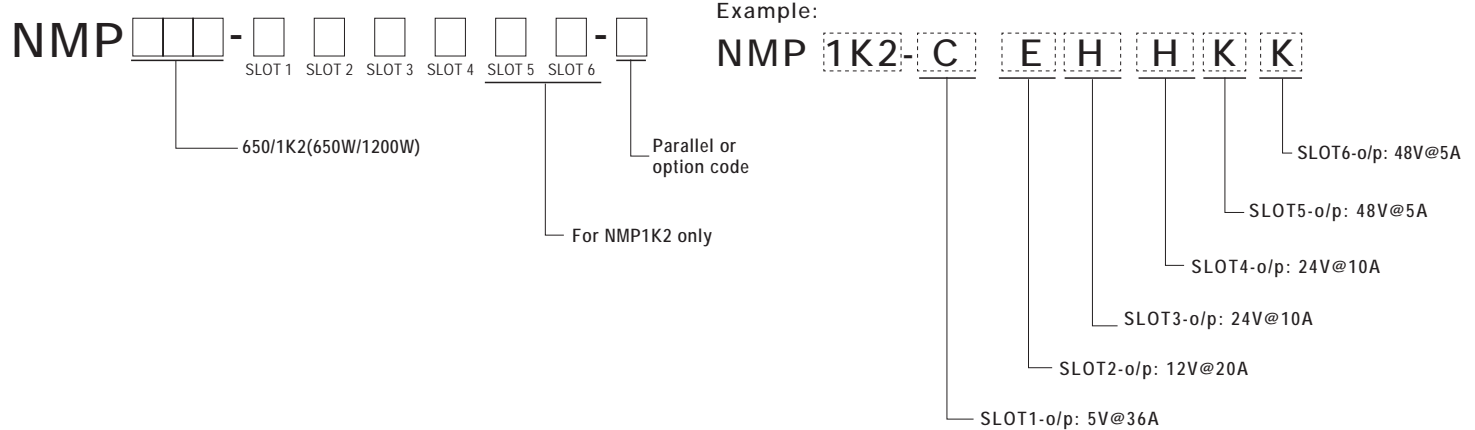 NMP - -
SLOT 1 SLOT 2 SLOT 3 SLOT 4 SLOT 5 SLOT 6
650/1K2(650W/1200W)
Parallel or
option code
For NMP1K2 only
Example:
NMP 1K2-C E H H K K
SLOT6-o/p: 48V@5A
SLOT5-o/p: 48V@5A
SLOT4-o/p: 24V@10A
SLOT3-o/p: 24V@10A
SLOT2-o/p: 12V@20A
SLOT1-o/p: 5V@36A